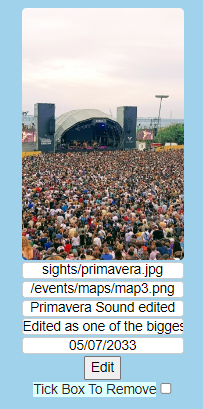 sights/primavera.jpg
/events/maps/map3.png
Primavera Sound edited
Edited as one of the bigges
05/07/2033
Edit
Tick Box To Remove